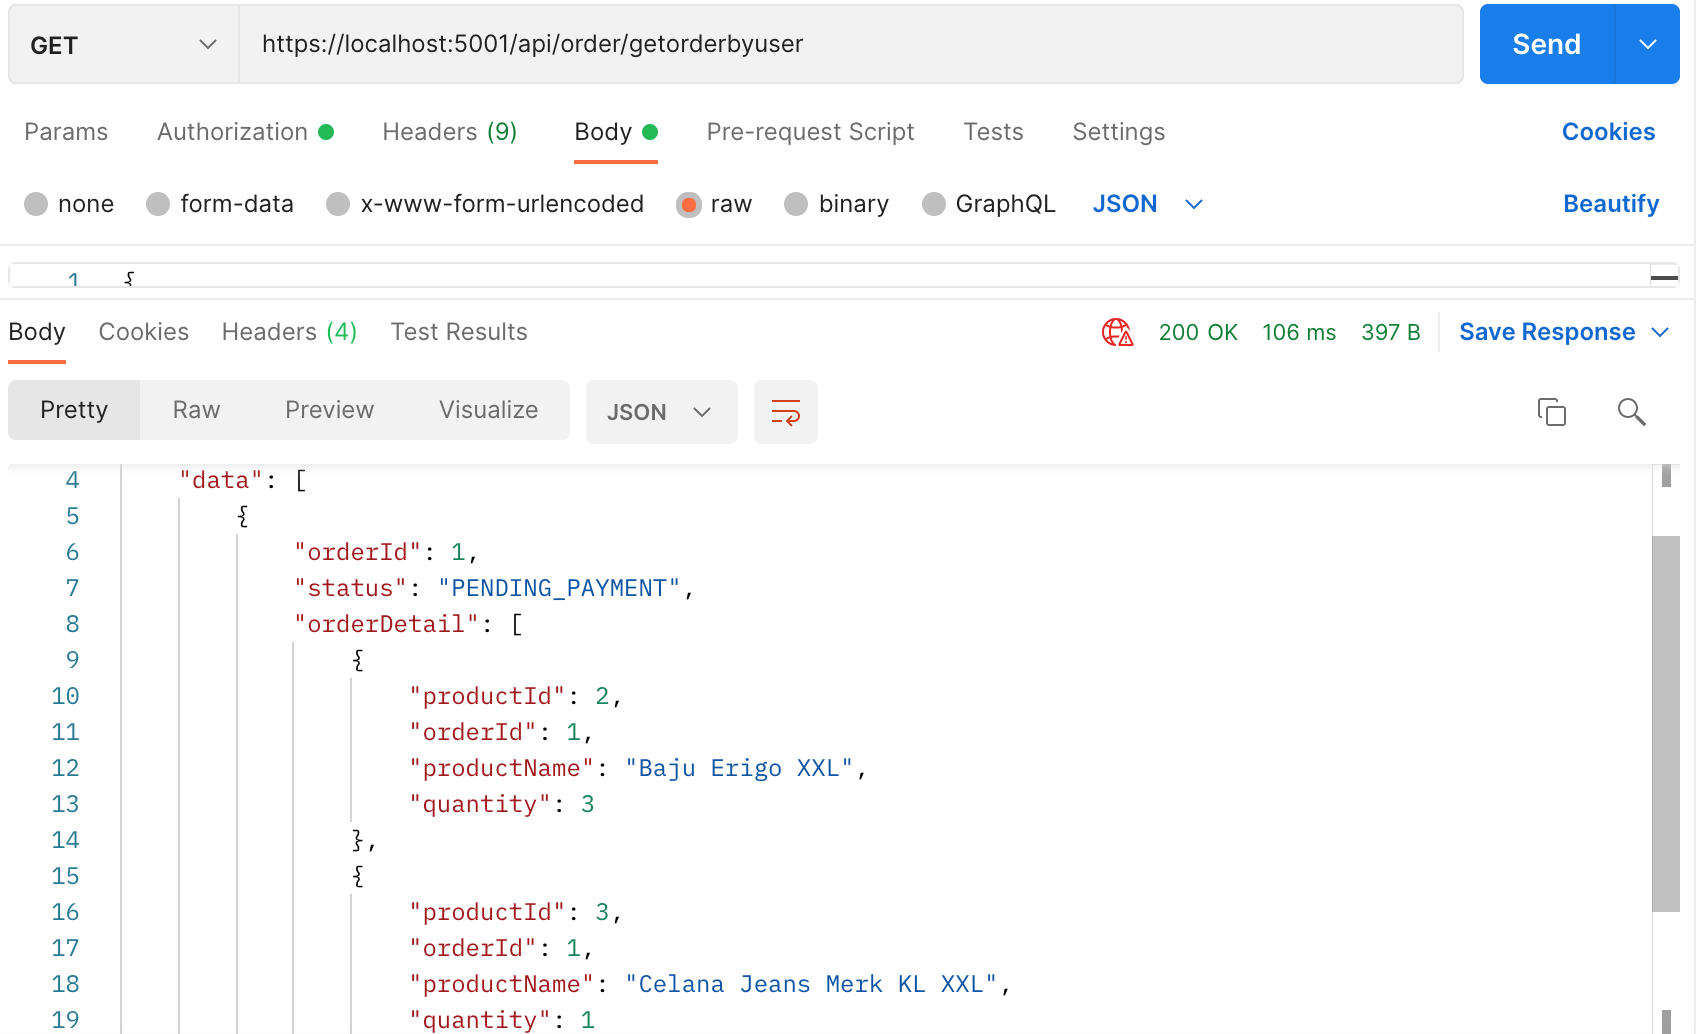 GET https://localhost:5001/api/order/getorderbyuser Send
Params Authorization Headers (9) Body Pre-request Script Tests Settings Cookies
none form-data x-www-form-urlencoded raw binary GraphQL JSON Beautify
1 {
Body Cookies Headers (4) Test Results 200 OK 106 ms 397 B Save Response
Pretty Raw Preview Visualize JSON
4 "data": [
5 {
6 "orderId": 1,
7 "status": "PENDING_PAYMENT",
8 "orderDetail": [
9 {
10 "productId": 2,
11 "orderId": 1,
12 "productName": "Baju Erigo XXL",
13 "quantity": 3
14 },
15 {
16 "productId": 3,
17 "orderId": 1,
18 "productName": "Celana Jeans Merk KL XXL",
19 "quantity": 1